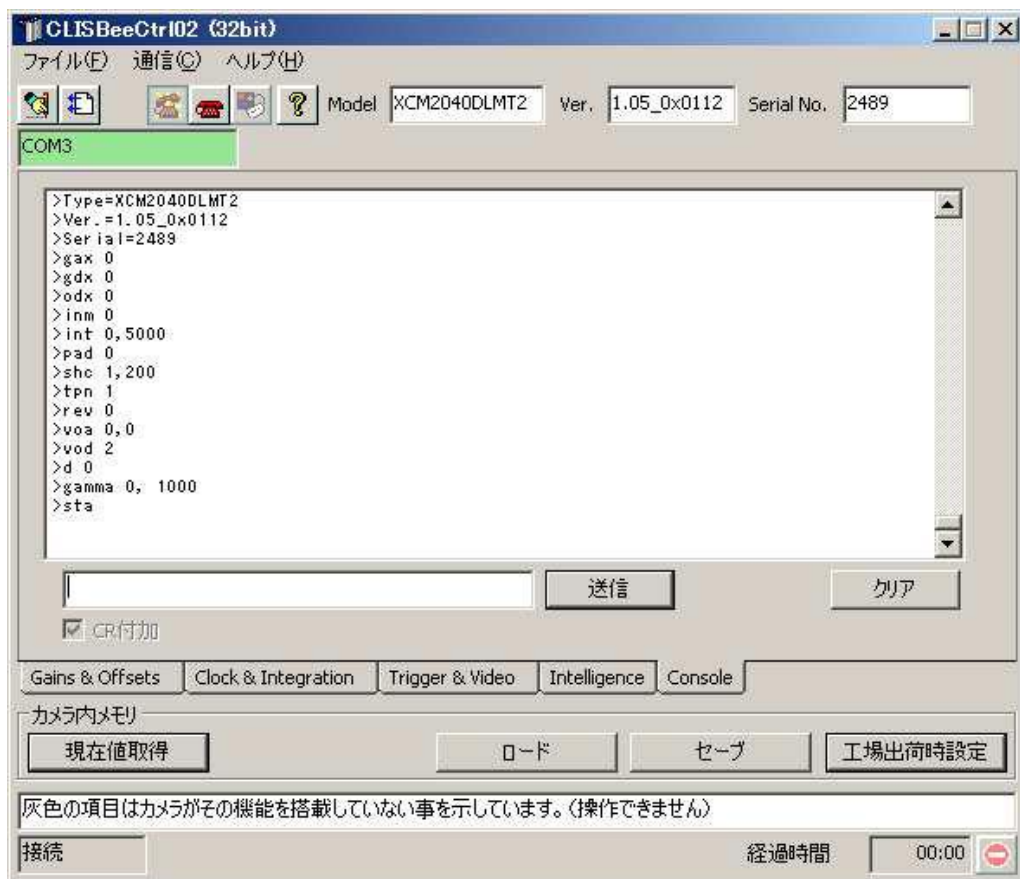 CLISBeeCtrl02 (32bit)
ファイル(F) 通信(C) ヘルプ(H)
Model XCM2040DLMT2 Ver. 1.05_0x0112 Serial No. 2489
COM3
>Type=XCM2040DLMT2
>Ver.=1.05_0x0112
>Serial=2489
>gax 0
>gdx 0
>odx 0
>inm 0
>int 0,5000
>pad 0
>shc 1,200
>tpn 1
>rev 0
>voa 0,0
>vod 2
>d 0
>gamma 0, 1000
>sta
送信 クリア
CR付加
Gains & Offsets Clock & Integration Trigger & Video Intelligence Console
カメラ内メモリ
現在値取得 ロード セーブ 工場出荷時設定
灰色の項目はカメラがその機能を搭載していない事を示しています。(操作できません)
接続 経過時間 00:00